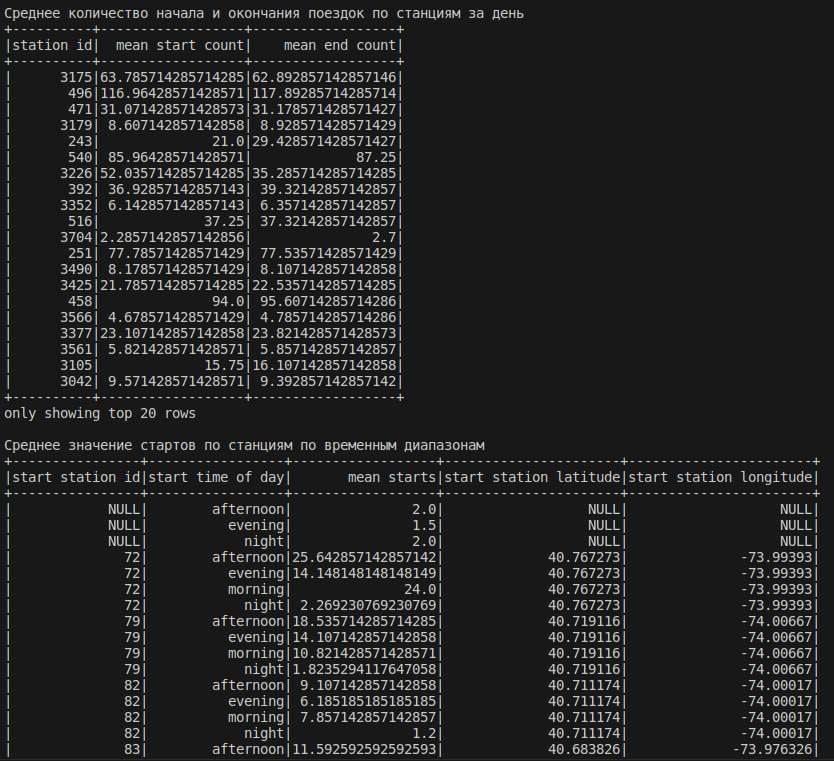 Среднее количество начала и окончания поездок по станциям за день
+----------+------------------+------------------+
|station id|  mean start count|    mean end count|
+----------+------------------+------------------+
|      3175|63.785714285714285|62.892857142857146|
|       496|116.96428571428571|117.89285714285714|
|       471|31.071428571428573|31.178571428571427|
|      3179| 8.607142857142858| 8.928571428571429|
|       243|              21.0|29.428571428571427|
|       540| 85.96428571428571|             87.25|
|      3226|52.035714285714285|35.285714285714285|
|       392| 36.92857142857143| 39.32142857142857|
|      3352| 6.142857142857143| 6.357142857142857|
|       516|             37.25| 37.32142857142857|
|      3704|2.2857142857142856|               2.7|
|       251| 77.78571428571429| 77.53571428571429|
|      3490| 8.178571428571429| 8.107142857142858|
|      3425|21.785714285714285|22.535714285714285|
|       458|              94.0| 95.60714285714286|
|      3566| 4.678571428571429| 4.785714285714286|
|      3377|23.107142857142858|23.821428571428573|
|      3561| 5.821428571428571| 5.857142857142857|
|      3105|             15.75|16.107142857142858|
|      3042| 9.571428571428571| 9.392857142857142|
+----------+------------------+------------------+
only showing top 20 rows
Среднее значение стартов по станциям по временным диапазонам
+----------------+-----------------+------------------+----------------------+-----------------------+
|start station id|start time of day|       mean starts|start station latitude|start station longitude|
+----------------+-----------------+------------------+----------------------+-----------------------+
|            NULL|        afternoon|               2.0|                  NULL|                   NULL|
|            NULL|          evening|               1.5|                  NULL|                   NULL|
|            NULL|            night|               2.0|                  NULL|                   NULL|
|              72|        afternoon|25.642857142857142|             40.767273|              -73.99393|
|              72|          evening|14.148148148148149|             40.767273|              -73.99393|
|              72|          morning|              24.0|             40.767273|              -73.99393|
|              72|            night| 2.269230769230769|             40.767273|              -73.99393|
|              79|        afternoon|18.535714285714285|             40.719116|              -74.00667|
|              79|          evening|14.107142857142858|             40.719116|              -74.00667|
|              79|          morning|10.821428571428571|             40.719116|              -74.00667|
|              79|            night|1.8235294117647058|             40.719116|              -74.00667|
|              82|        afternoon| 9.107142857142858|             40.711174|              -74.00017|
|              82|          evening| 6.185185185185185|             40.711174|              -74.00017|
|              82|          morning| 7.857142857142857|             40.711174|              -74.00017|
|              82|            night|               1.2|             40.711174|              -74.00017|
|              83|        afternoon|11.592592592592593|             40.683826|             -73.976326|